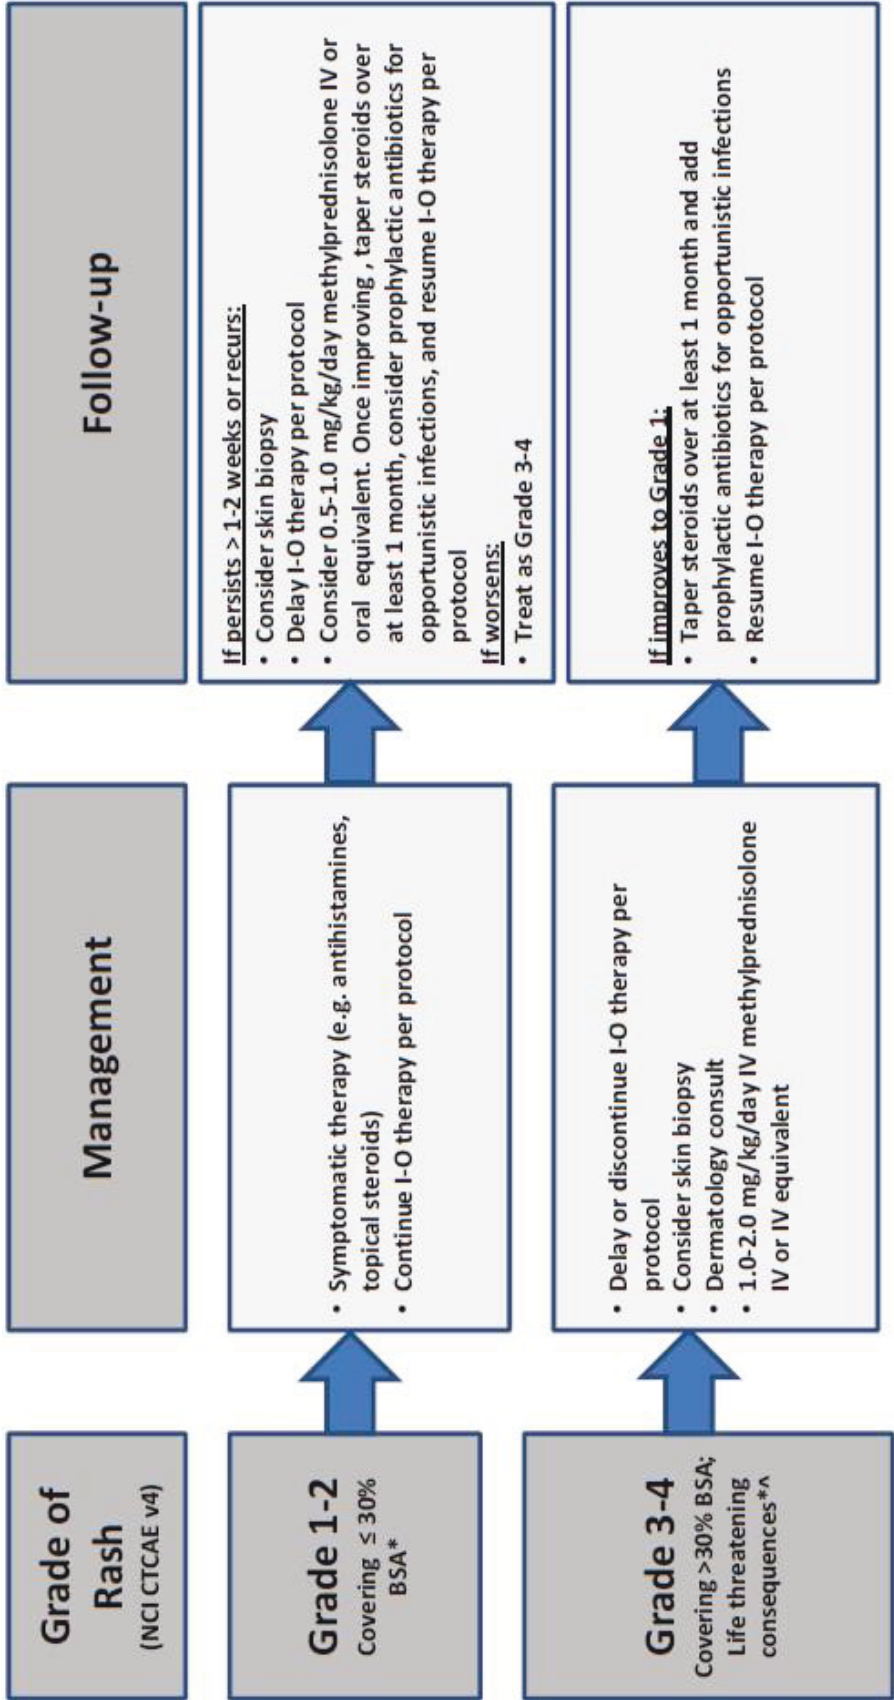 Grade of
Rash
(NCI CTCAE v4)
Management
Follow-up
Grade 1-2
Covering ≤ 30%
BSA*
• Symptomatic therapy (e.g. antihistamines,
topical steroids)
• Continue I-O therapy per protocol
If persists > 1-2 weeks or recurs:
• Consider skin biopsy
• Delay I-O therapy per protocol
• Consider 0.5-1.0 mg/kg/day methylprednisolone IV or
oral equivalent. Once improving , taper steroids over
at least 1 month, consider prophylactic antibiotics for
opportunistic infections, and resume I-O therapy per
protocol
If worsens:
• Treat as Grade 3-4
Grade 3-4
Covering >30% BSA;
Life threatening
consequences*^
• Delay or discontinue I-O therapy per
protocol
• Consider skin biopsy
• Dermatology consult
• 1.0-2.0 mg/kg/day IV methylprednisolone
IV or IV equivalent
If improves to Grade 1:
• Taper steroids over at least 1 month and add
prophylactic antibiotics for opportunistic infections
• Resume I-O therapy per protocol